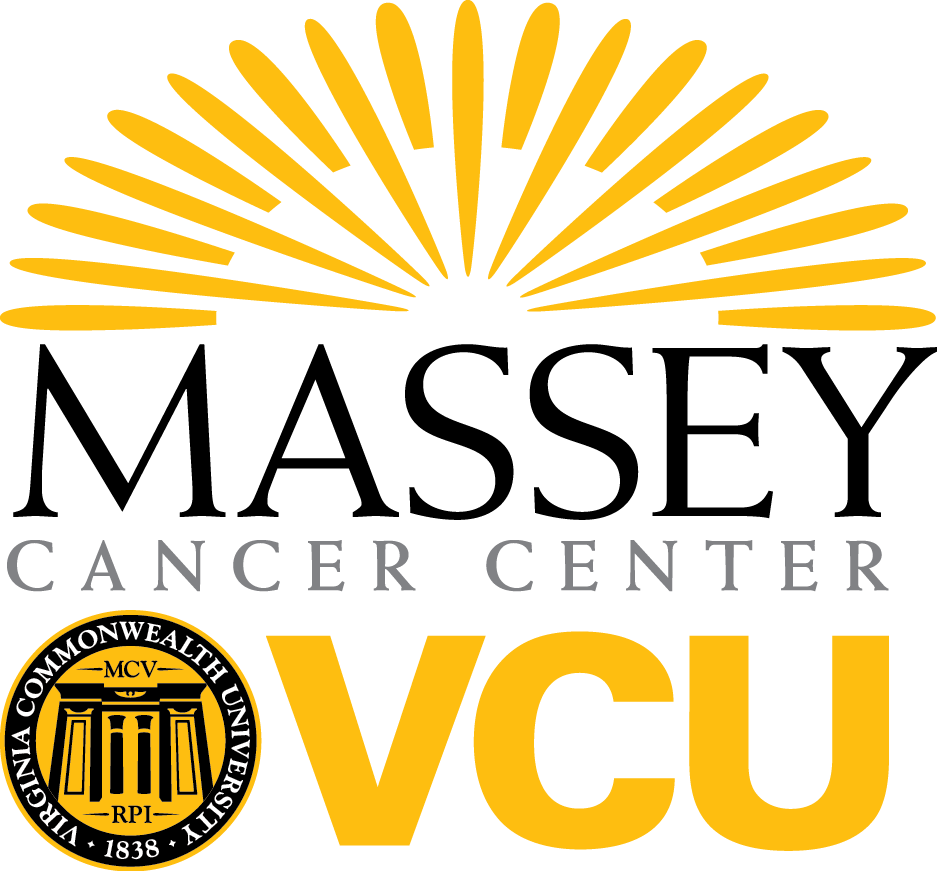 MASSEY
CANCER CENTER
VIRGINIA COMMONWEALTH UNIVERSITY
MCV
RPI
1838
VCU